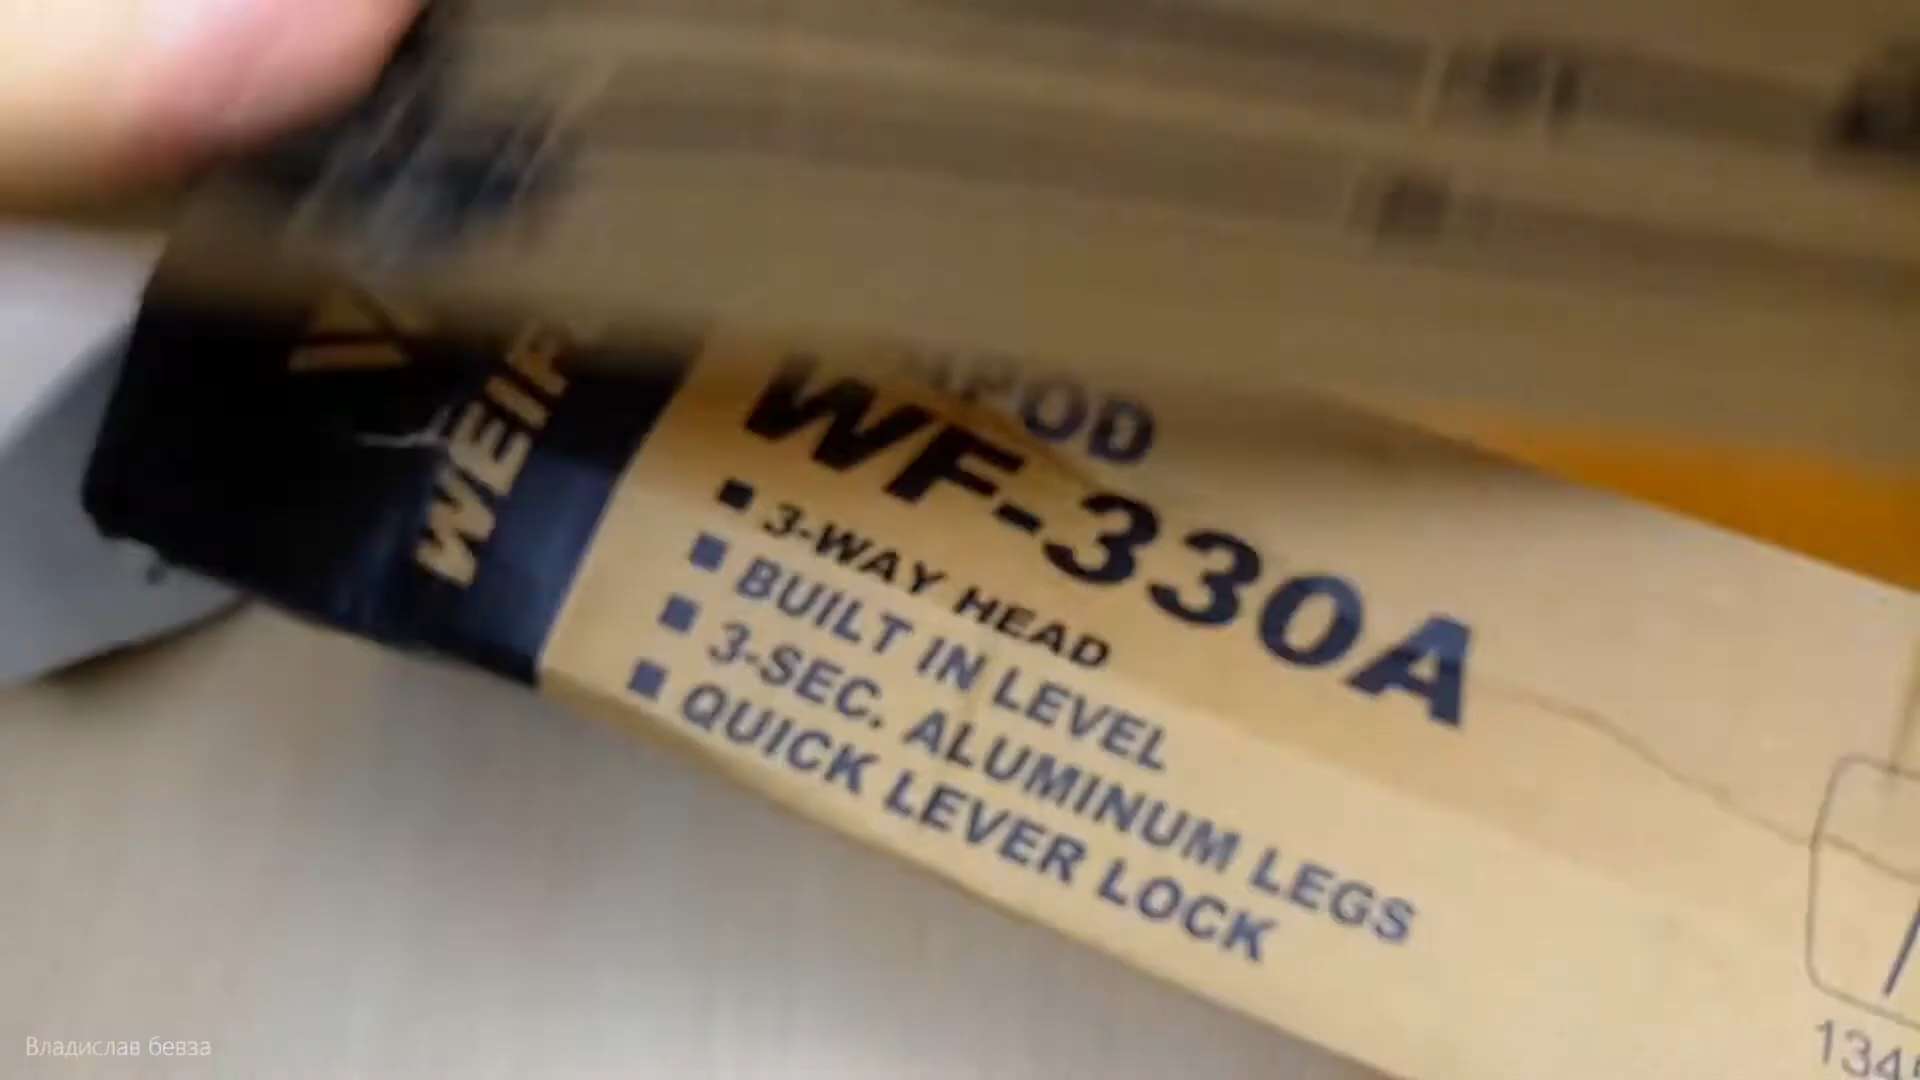 WF-330A
3-WAY HEAD
BUILT IN LEVEL
3-SEC. ALUMINUM LEGS
QUICK LEVER LOCK
Владислав бевза